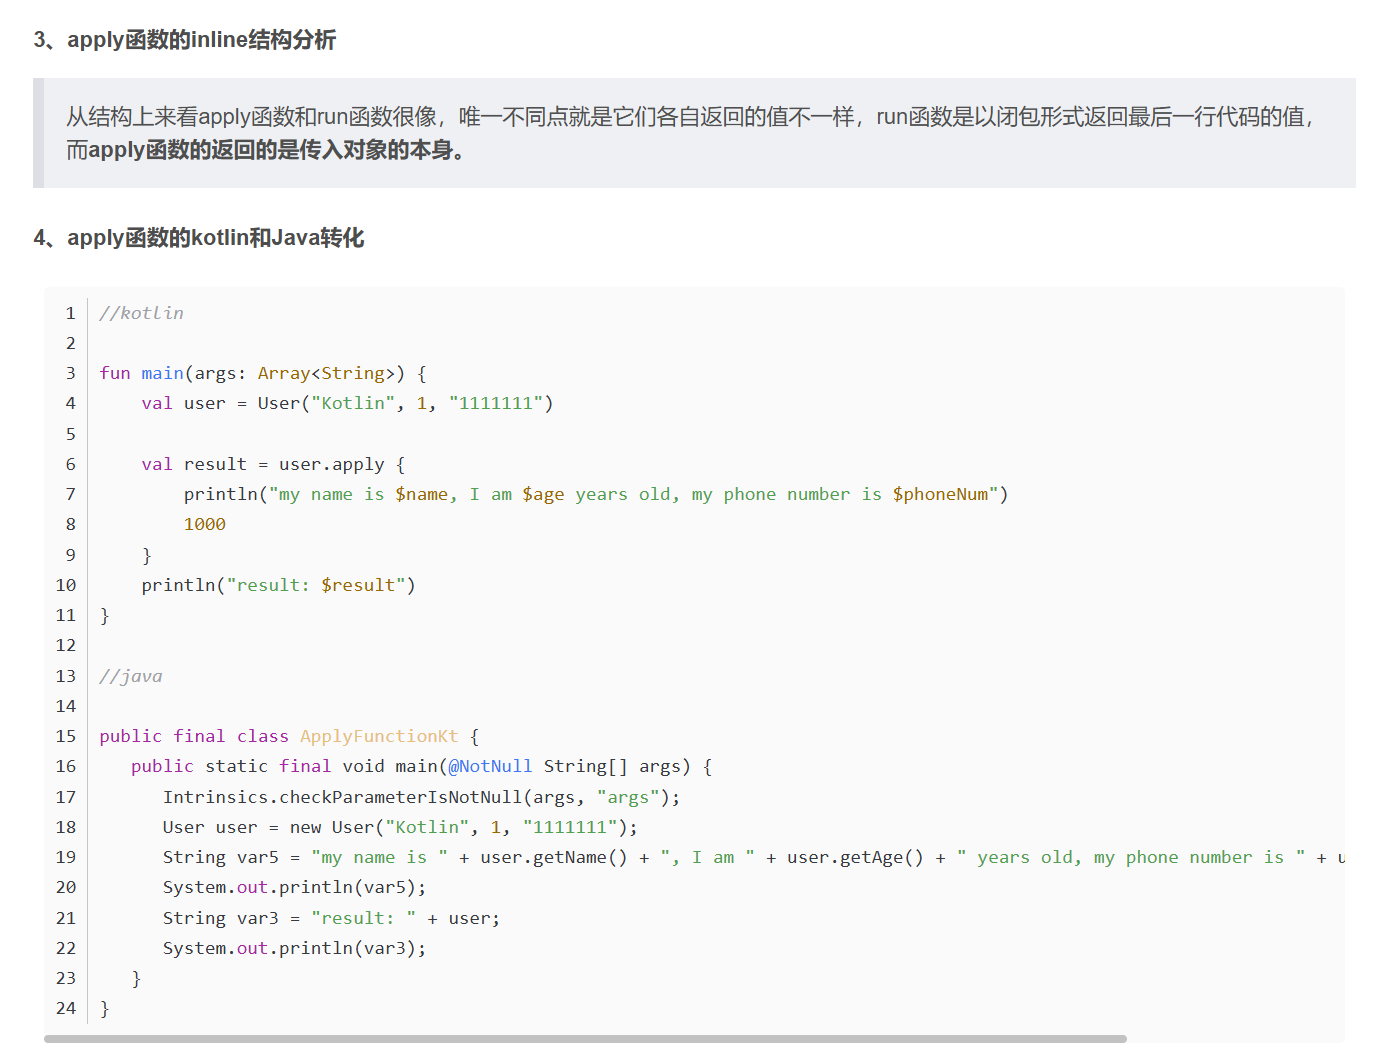 3、apply函数的inline结构分析
从结构上来看apply函数和run函数很像，唯一不同点就是它们各自返回的值不一样，run函数是以闭包形式返回最后一行代码的值，
而apply函数的返回的是传入对象的本身。
4、apply函数的kotlin和Java转化
1 //kotlin
2
3 fun main(args: Array<String>) {
4     val user = User("Kotlin", 1, "1111111")
5
6     val result = user.apply {
7         println("my name is $name, I am $age years old, my phone number is $phoneNum")
8         1000
9     }
10     println("result: $result")
11 }
12
13 //java
14
15 public final class ApplyFunctionKt {
16    public static final void main(@NotNull String[] args) {
17       Intrinsics.checkParameterIsNotNull(args, "args");
18       User user = new User("Kotlin", 1, "1111111");
19       String var5 = "my name is " + user.getName() + ", I am " + user.getAge() + " years old, my phone number is " +
20       System.out.println(var5);
21       String var3 = "result: " + user;
22       System.out.println(var3);
23    }
24 }